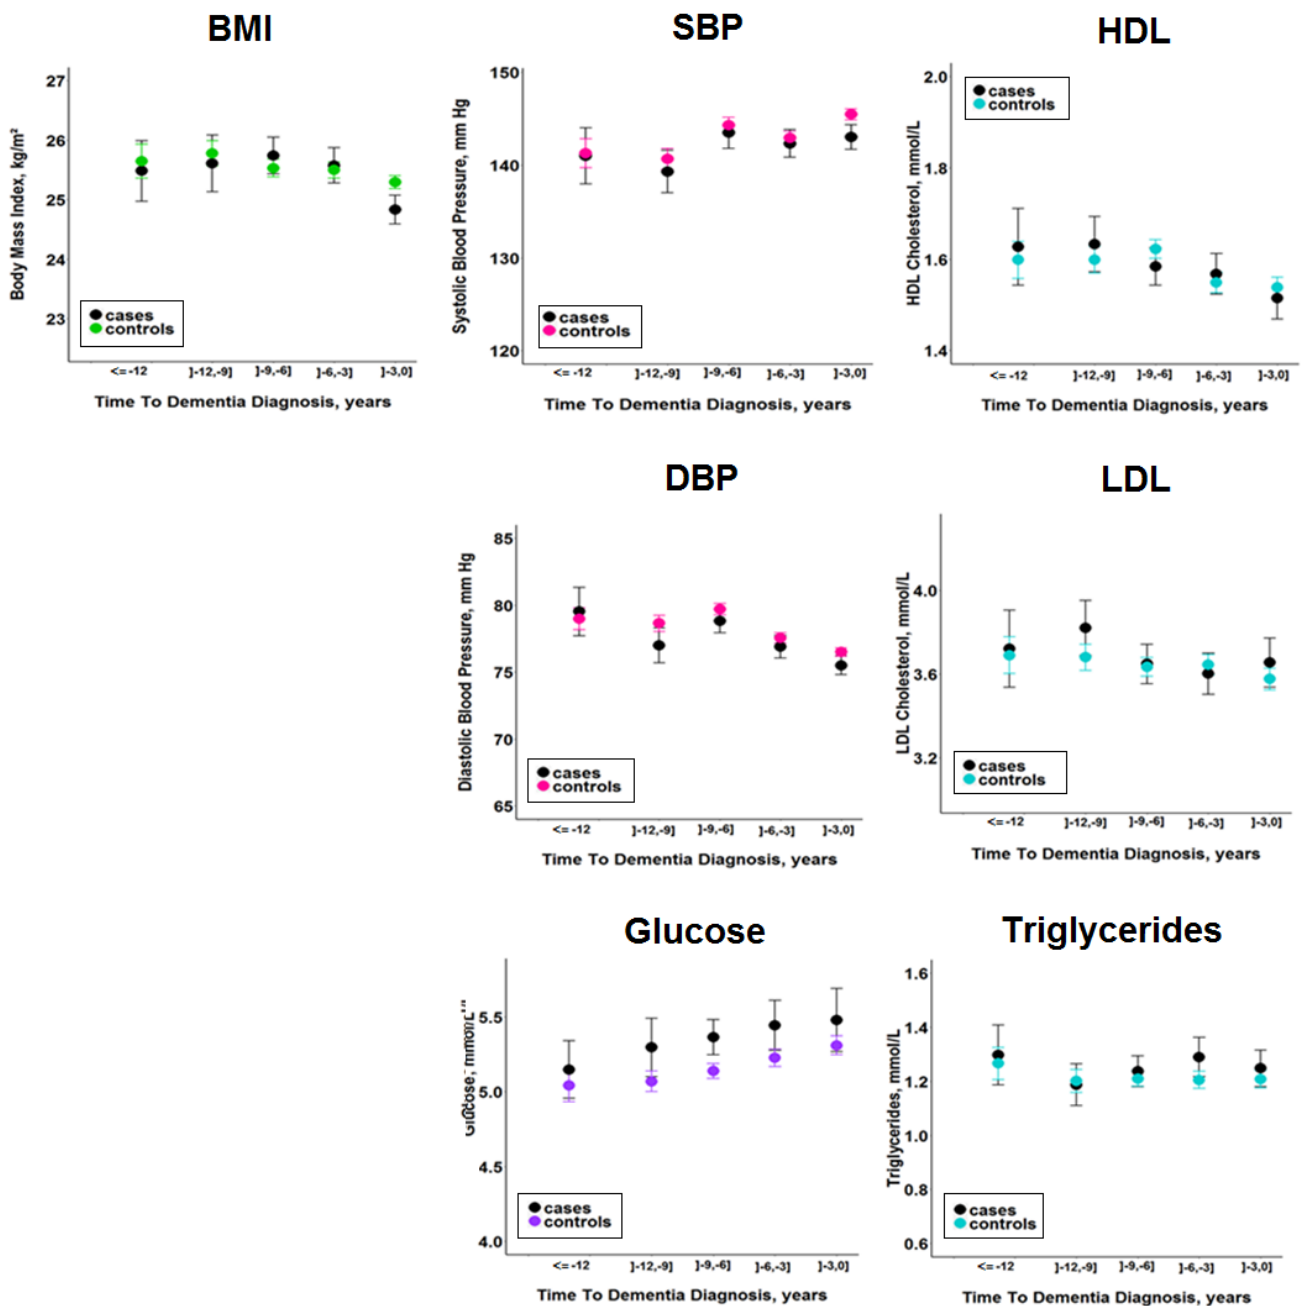 BMI
Body Mass Index, kg/m²
27
26
25
24
23
cases
controls
<= -12 ]-12,-9] ]-9,-6] ]-6,-3] ]-3,0]
Time To Dementia Diagnosis, years
SBP
Systolic Blood Pressure, mm Hg
150
140
130
120
cases
controls
<= -12 ]-12,-9] ]-9,-6] ]-6,-3] ]-3,0]
Time To Dementia Diagnosis, years
HDL
HDL Cholesterol, mmol/L
2.0
1.8
1.6
1.4
cases
controls
<= -12 ]-12,-9] ]-9,-6] ]-6,-3] ]-3,0]
Time To Dementia Diagnosis, years
DBP
Diastolic Blood Pressure, mm Hg
85
80
75
70
65
cases
controls
<= -12 ]-12,-9] ]-9,-6] ]-6,-3] ]-3,0]
Time To Dementia Diagnosis, years
LDL
LDL Cholesterol, mmol/L
4.0
3.6
3.2
cases
controls
<= -12 ]-12,-9] ]-9,-6] ]-6,-3] ]-3,0]
Time To Dementia Diagnosis, years
Glucose
Glucose, mmol/L
5.5
5.0
4.5
4.0
cases
controls
<= -12 ]-12,-9] ]-9,-6] ]-6,-3] ]-3,0]
Time To Dementia Diagnosis, years
Triglycerides
Triglycerides, mmol/L
1.6
1.4
1.2
1.0
0.8
0.6
cases
controls
<= -12 ]-12,-9] ]-9,-6] ]-6,-3] ]-3,0]
Time To Dementia Diagnosis, years